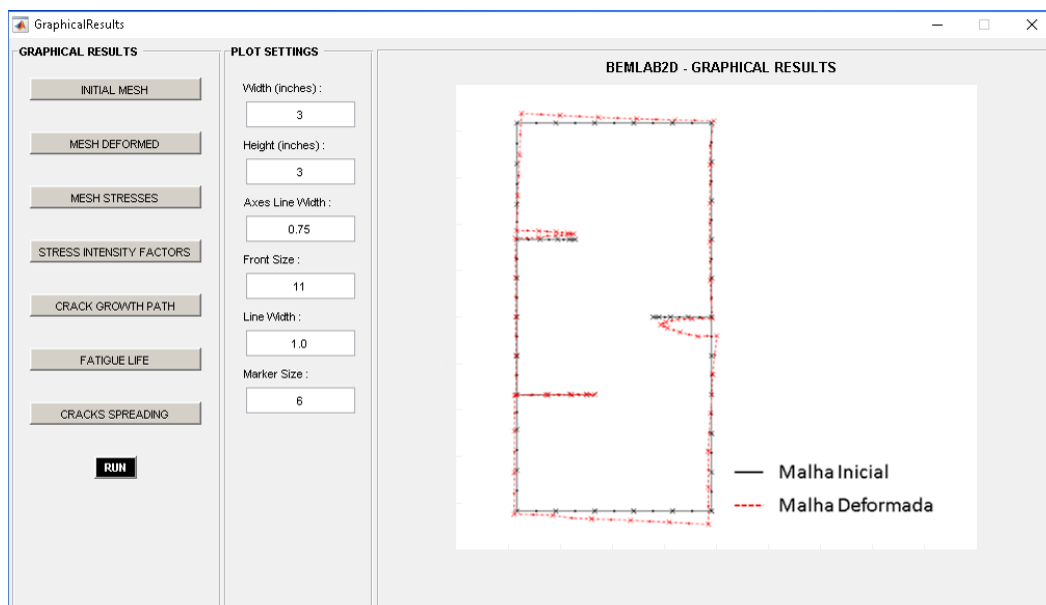 GraphicalResults
GRAPHICAL RESULTS
INITIAL MESH
MESH DEFORMED
MESH STRESSES
STRESS INTENSITY FACTORS
CRACK GROWTH PATH
FATIGUE LIFE
CRACKS SPREADING
RUN
PLOT SETTINGS
Width (inches) :
3
Height (inches) :
3
Axes Line Width :
0.75
Front Size :
11
Line Width :
1.0
Marker Size :
6
BEMLAB2D - GRAPHICAL RESULTS
Malha Inicial
Malha Deformada